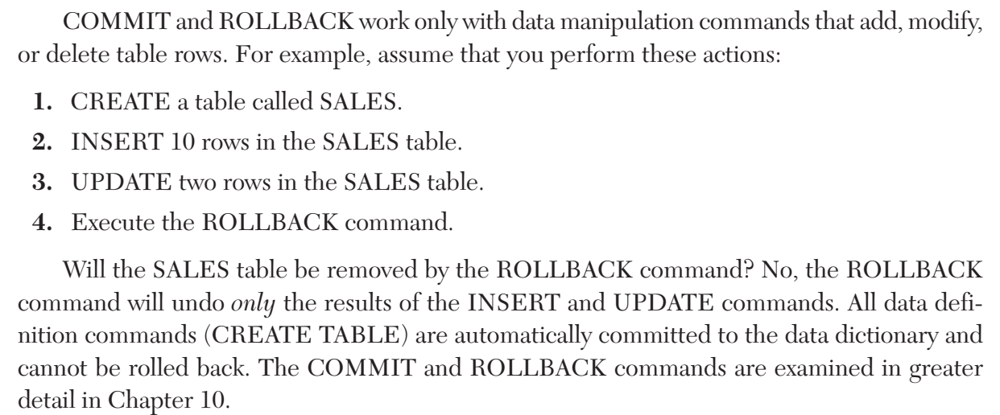 COMMIT and ROLLBACK work only with data manipulation commands that add, modify,
or delete table rows. For example, assume that you perform these actions:
1. CREATE a table called SALES.
2. INSERT 10 rows in the SALES table.
3. UPDATE two rows in the SALES table.
4. Execute the ROLLBACK command.
Will the SALES table be removed by the ROLLBACK command? No, the ROLLBACK
command will undo only the results of the INSERT and UPDATE commands. All data defi-
nition commands (CREATE TABLE) are automatically committed to the data dictionary and
cannot be rolled back. The COMMIT and ROLLBACK commands are examined in greater
detail in Chapter 10.